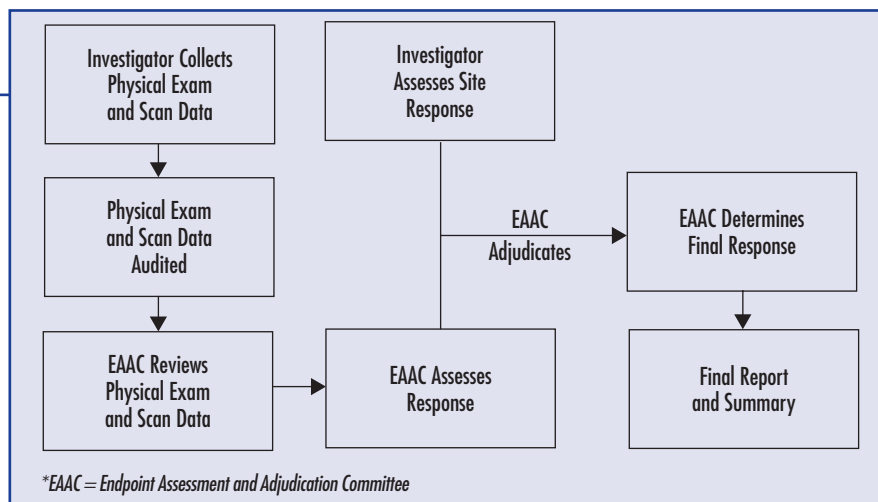 Investigator Collects
Physical Exam
and Scan Data
Physical Exam
and Scan Data
Audited
EAAC Reviews
Physical Exam
and Scan Data
Investigator
Assesses Site
Response
EAAC Assesses
Response
EAAC
Adjudicates
EAAC Determines
Final Response
Final Report
and Summary
*EAAC = Endpoint Assessment and Adjudication Committee